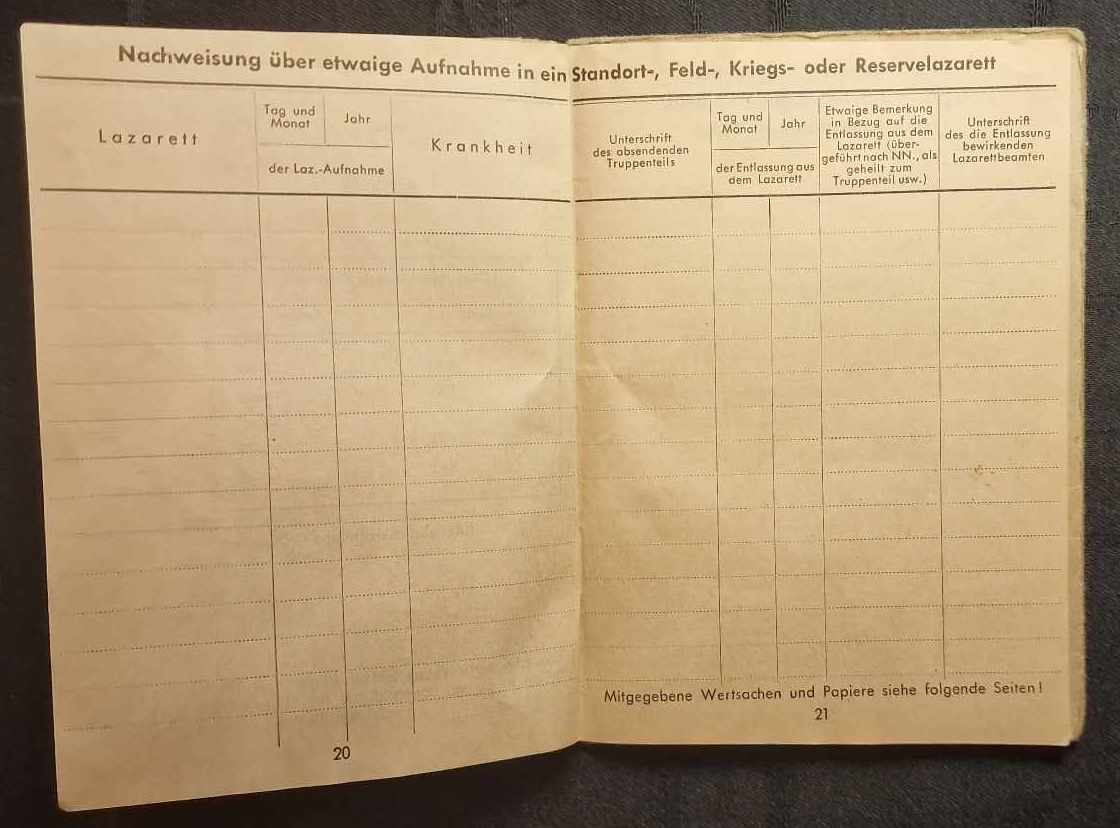 Nachweisung über etwaige Aufnahme in ein Standort-, Feld-, Kriegs- oder Reservelazarett
Lazarett
Tag und
Monat
Jahr
der Laz.-Aufnahme
Krankheit
Unterschrift
des absendenden
Truppenteils
Tag und
Monat
Jahr
der Entlassung aus
dem Lazarett
Etwaige Bemerkung
in Bezug auf die
Entlassung aus dem
Lazarett (über-
geführt nach NN., als
geheilt zum
Truppenteil usw.)
Unterschrift
des die Entlassung
bewirkenden
Lazarettbeamten
Mitgegebene Wertsachen und Papiere siehe folgende Seiten!
20
21